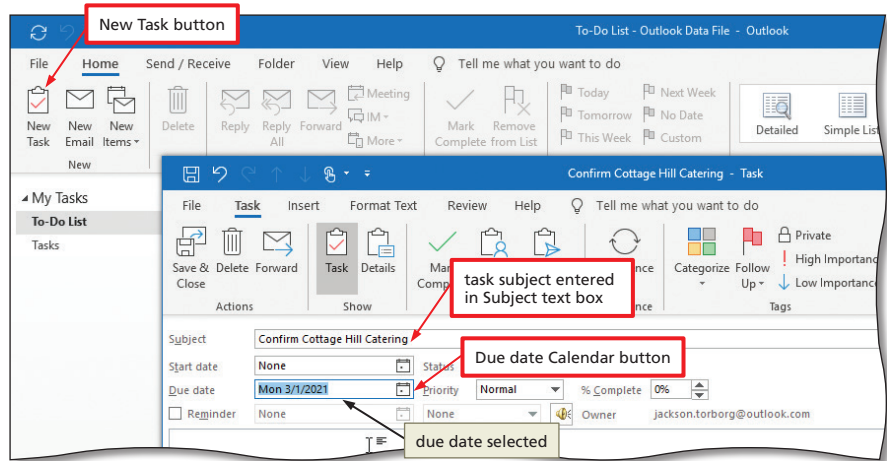 New Task button
To-Do List - Outlook Data File - Outlook
File Home Send / Receive Folder View Help Tell me what you want to do
Meeting Today Next Week
IM Tomorrow No Date
New New New Delete Reply Reply Forward Mark Remove Detailed Simple List
Task Email Items All More Complete from List This Week Custom
New
Confirm Cottage Hill Catering - Task
My Tasks
To-Do List
Tasks
File Task Insert Format Text Review Help Tell me what you want to do
Private
High Importance
Save & Delete Forward Task Details Categorize Follow
Close Up Low Importance
Actions Show Tags
task subject entered
in Subject text box
Subject Confirm Cottage Hill Catering
Due date Calendar button
Start date None Status
Due date Mon 3/1/2021 Priority Normal % Complete 0%
Reminder None None Owner jackson.torborg@outlook.com
due date selected